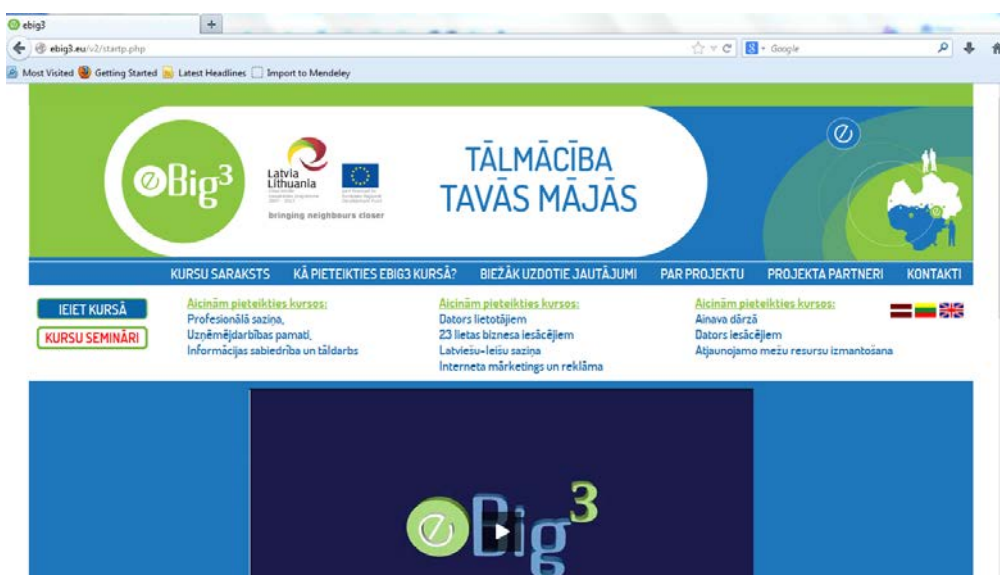 ebig3
ebig3.eu/v2/startp.php
Google
Most Visited Getting Started Latest Headlines Import to Mendeley
eBig3
Latvia
Lithuania
bringing neighbours closer
TĀLMĀCĪBA
TAVĀS MĀJĀS
KURSU SARAKSTS KĀ PIETEIKTIES EBIG3 KURSĀ? BIEŽĀK UZDOTIE JAUTĀJUMI PAR PROJEKTU PROJEKTA PARTNERI KONTAKTI
IEIET KURSĀ
KURSU SEMINĀRI
Aicinām pieteikties kursos:
Profesionālā saziņa,
Uzņēmējdarbības pamati,
Informācijas sabiedrība un tāldarbs
Aicinām pieteikties kursos:
Dators lietotājiem
23 lietas biznesa iesācējiem
Latviešu-leišu saziņa
Interneta mārketings un reklāma
Aicinām pieteikties kursos:
Ainava dārzā
Dators iesācējiem
Atjaunojamo mežu resursu izmantošana
eBig3